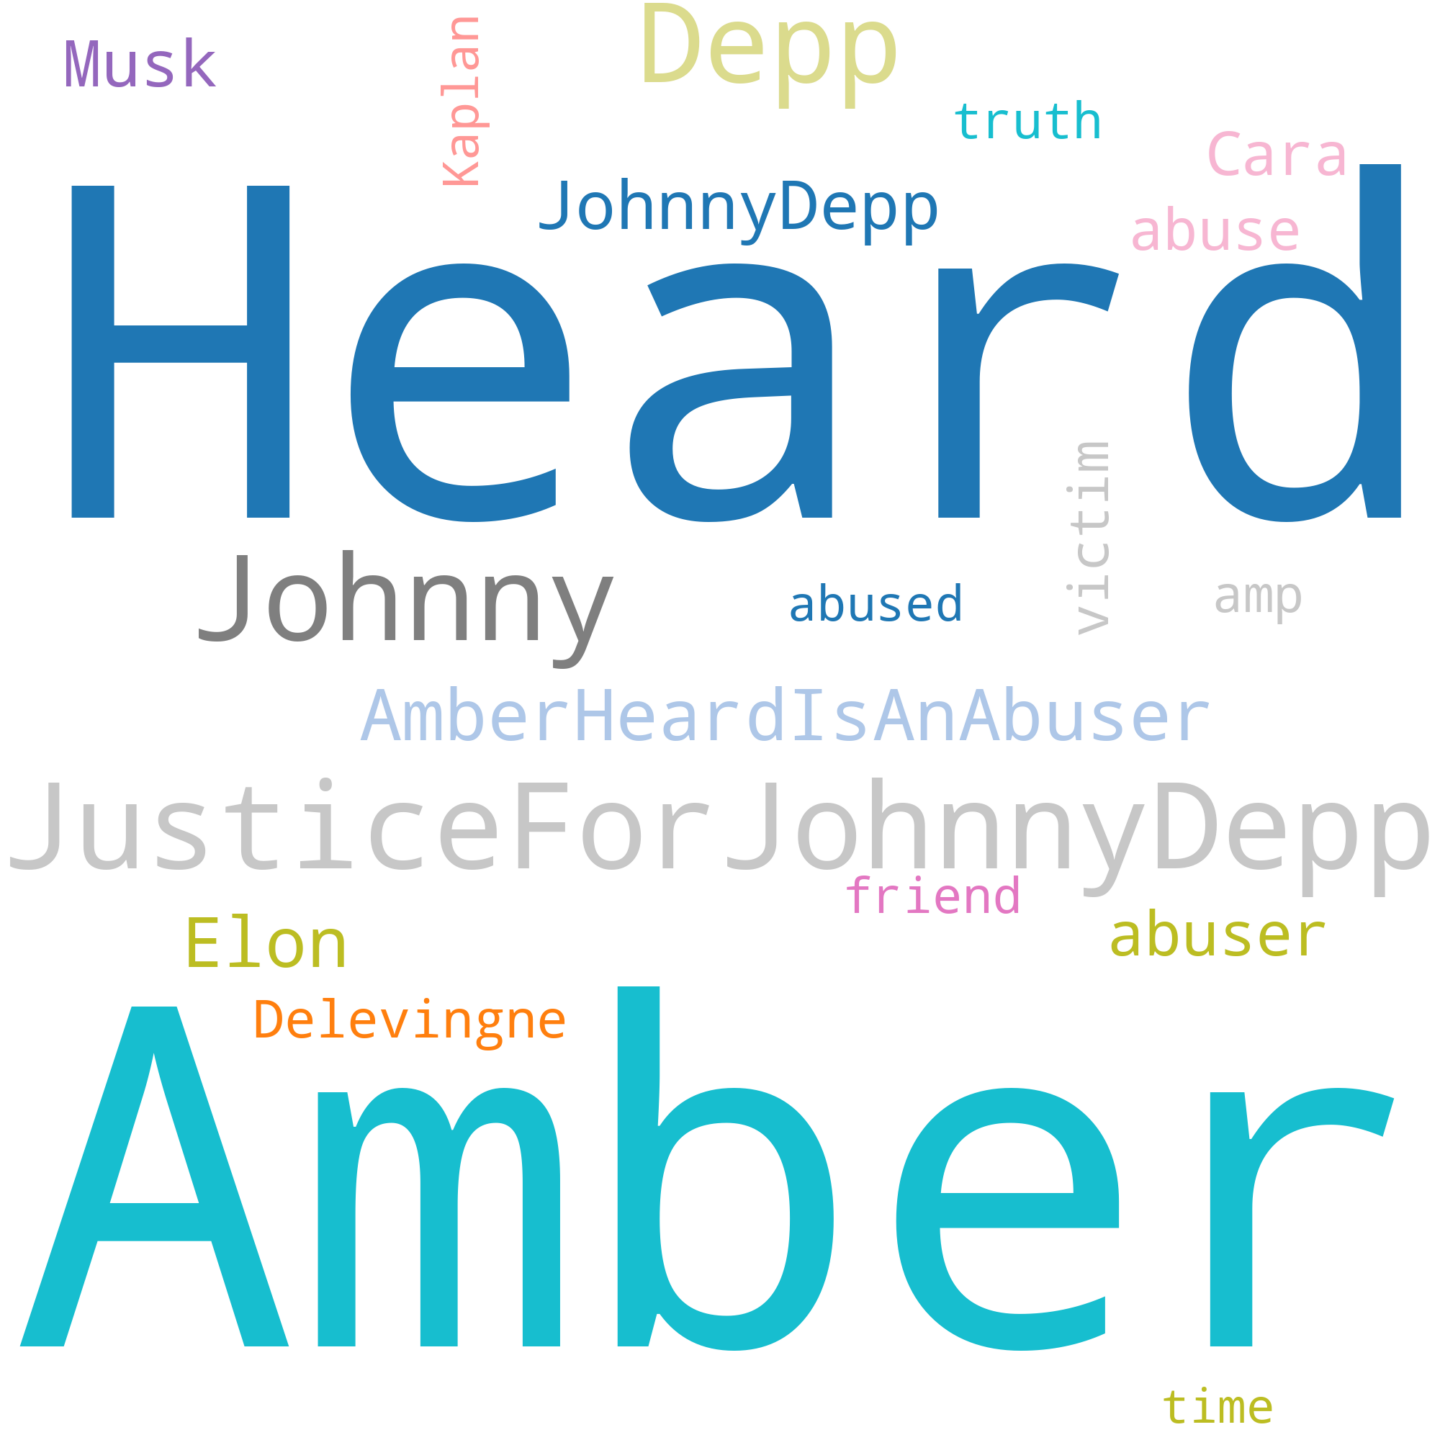 Depp
Musk
Kaplan
truth
Cara
JohnnyDepp
abuse
Heard
victim
Johnny
abused
amp
AmberHeardIsAnAbuser
JusticeForJohnnyDepp
friend
Elon
abuser
Delevingne
Amber
time